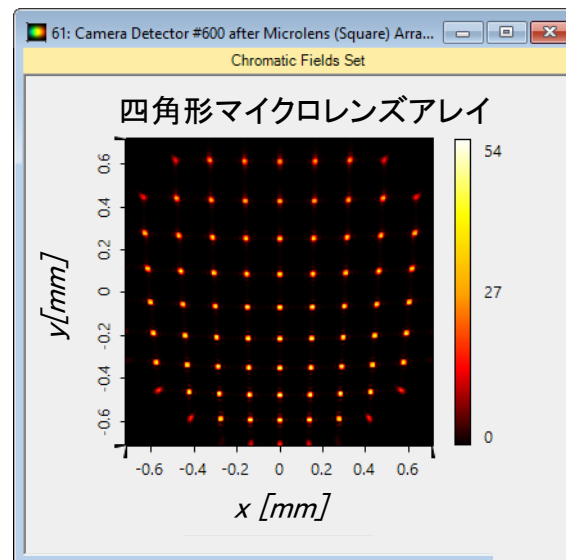 61: Camera Detector #600 after Microlens (Square) Arra...
Chromatic Fields Set
四角形マイクロレンズアレイ
54
27
0
y[mm]
0.6
0.4
0.2
0
-0.2
-0.4
-0.6
-0.6 -0.4 -0.2 0 0.2 0.4 0.6
x [mm]